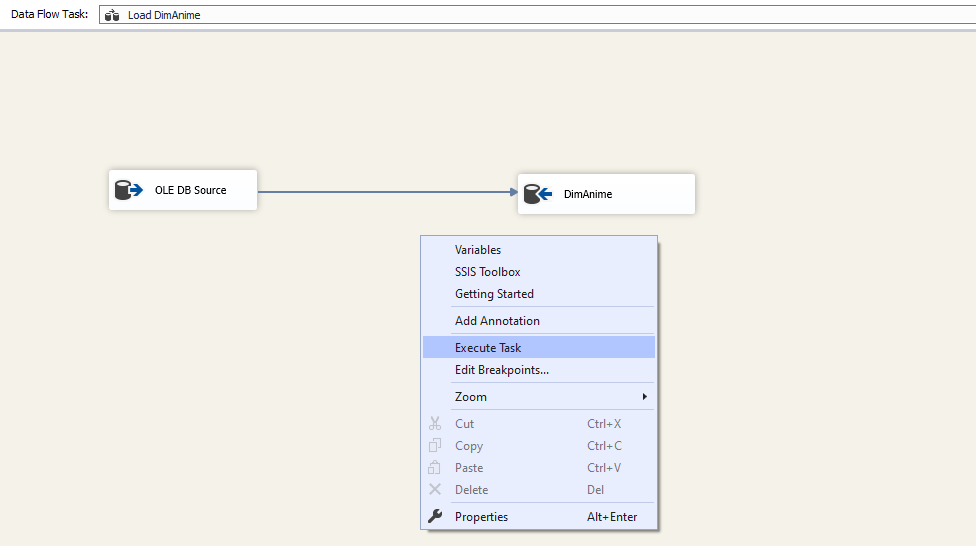 Data Flow Task: Load DimAnime
OLE DB Source
DimAnime
Variables
SSIS Toolbox
Getting Started
Add Annotation
Execute Task
Edit Breakpoints...
Zoom
Cut Ctrl+X
Copy Ctrl+C
Paste Ctrl+V
Delete Del
Properties Alt+Enter